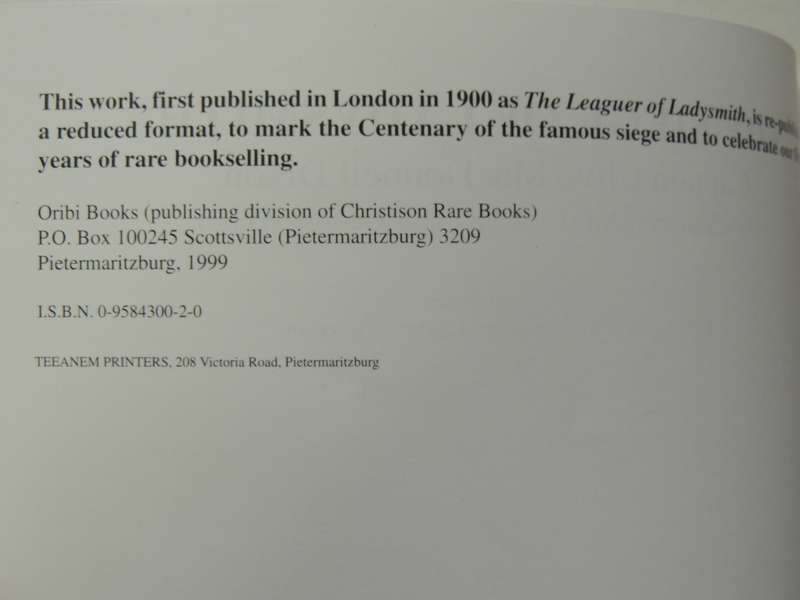 This work, first published in London in 1900 as The Leaguer of Ladysmith, is
a reduced format, to mark the Centenary of the famous siege and to celebrate our
years of rare bookselling.
Oribi Books (publishing division of Christison Rare Books)
P.O. Box 100245 Scottsville (Pietermaritzburg) 3209
Pietermaritzburg, 1999
I.S.B.N. 0-9584300-2-0
TEEANEM PRINTERS, 208 Victoria Road, Pietermaritzburg